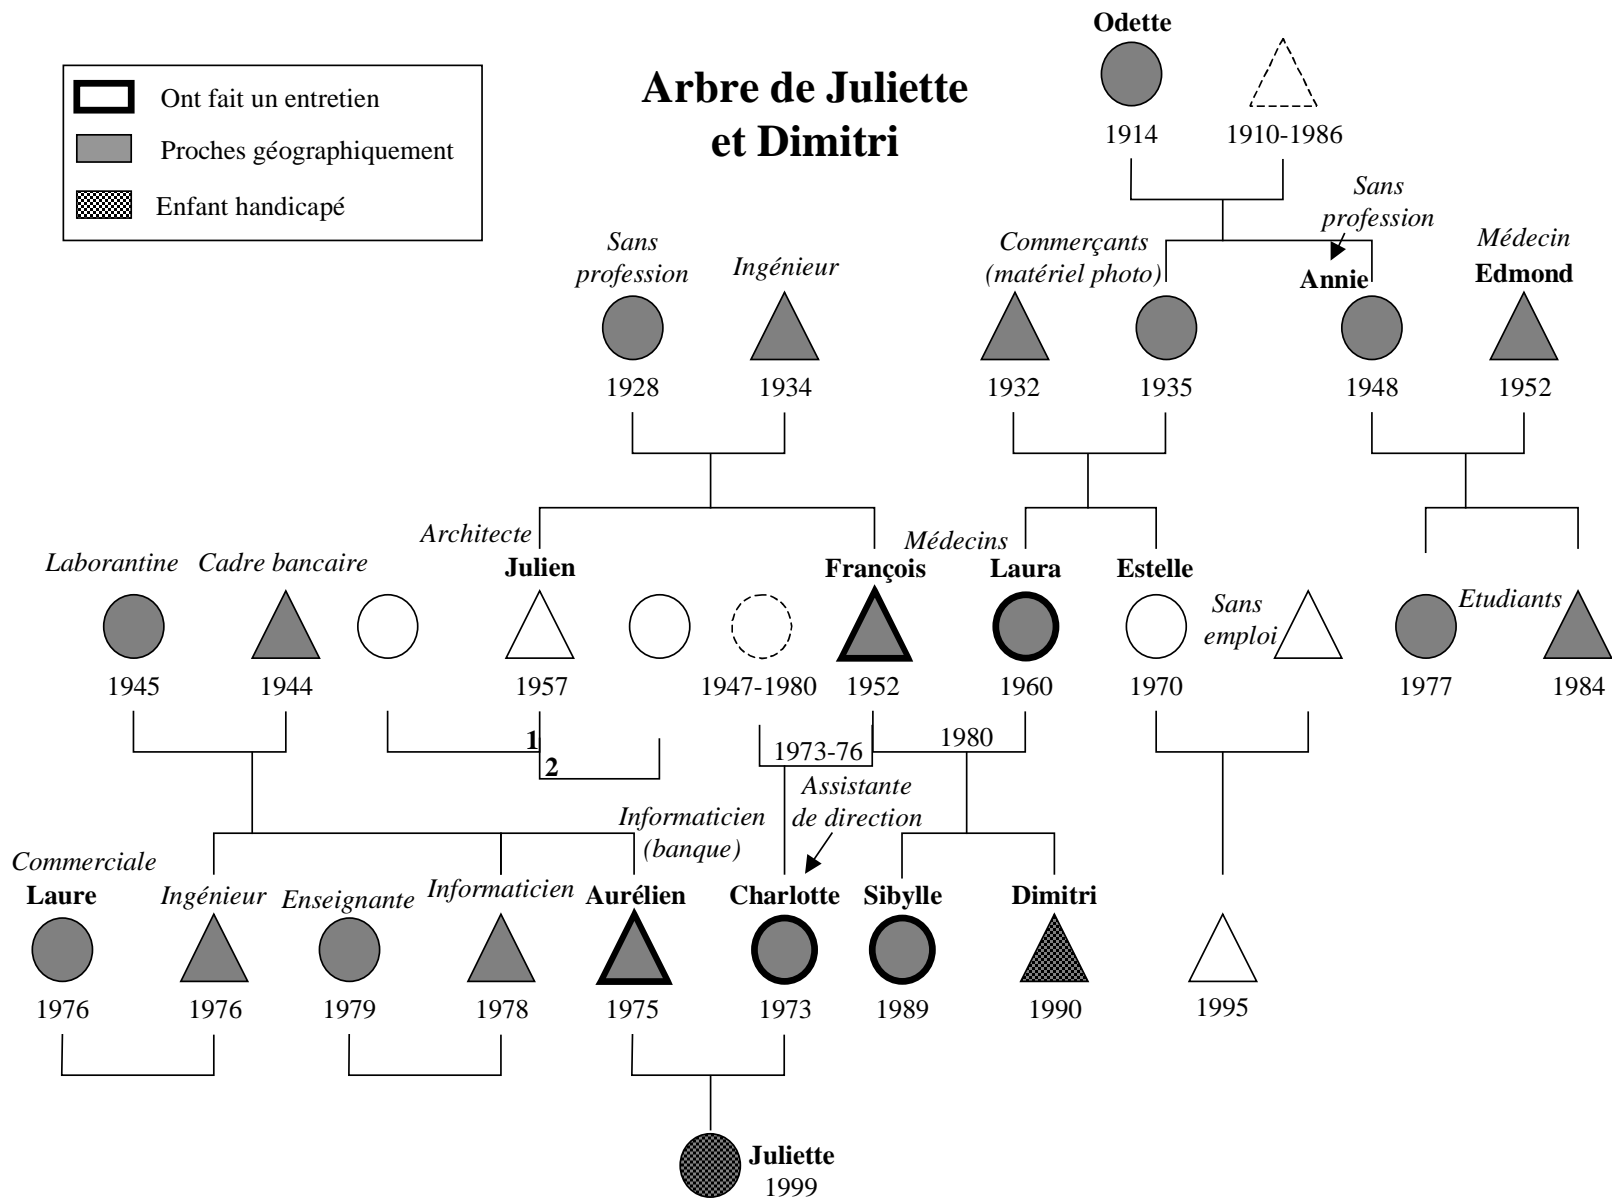 Odette
Ont fait un entretien
Proches géographiquement
Enfant handicapé
Arbre de Juliette
et Dimitri
1914
1910-1986
Sans
profession
Sans
profession
Ingénieur
Commerçants
(matériel photo)
Annie
Médecin
Edmond
1928
1934
1932
1935
1948
1952
Laborantine
Cadre bancaire
Architecte
Julien
François
Médecins
Laura
Estelle
Sans
emploi
Etudiants
1945
1944
1957
1947-1980
1952
1960
1970
1977
1984
1
2
1973-76
1980
Assistante
de direction
Informaticien
(banque)
Commerciale
Laure
Ingénieur
Enseignante
Informaticien
Aurélien
Charlotte
Sibylle
Dimitri
1976
1976
1979
1978
1975
1973
1989
1990
1995
Juliette
1999